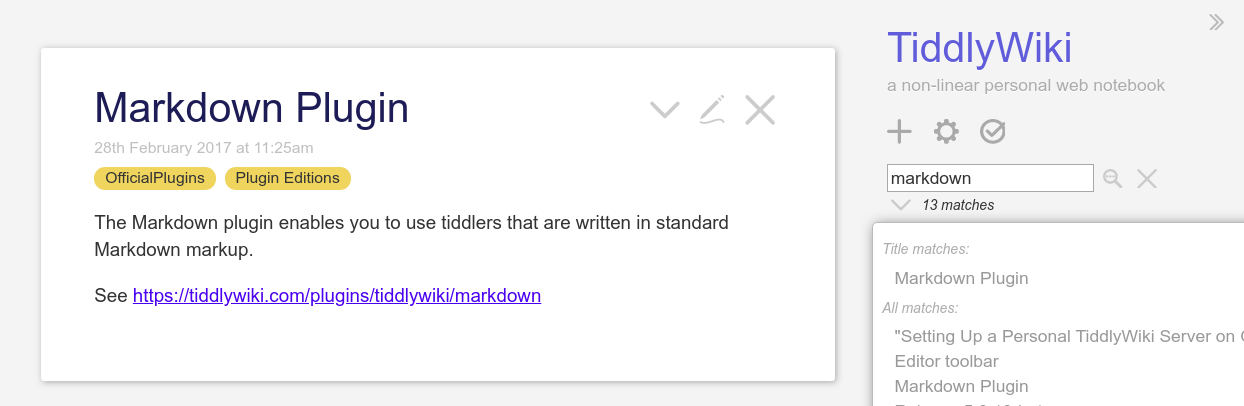 Markdown Plugin
28th February 2017 at 11:25am
OfficialPlugins Plugin Editions
The Markdown plugin enables you to use tiddlers that are written in standard
Markdown markup.
See https://tiddlywiki.com/plugins/tiddlywiki/markdown
TiddlyWiki
a non-linear personal web notebook
markdown
13 matches
Title matches:
Markdown Plugin
All matches:
"Setting Up a Personal TiddlyWiki Server on
Editor toolbar
Markdown Plugin